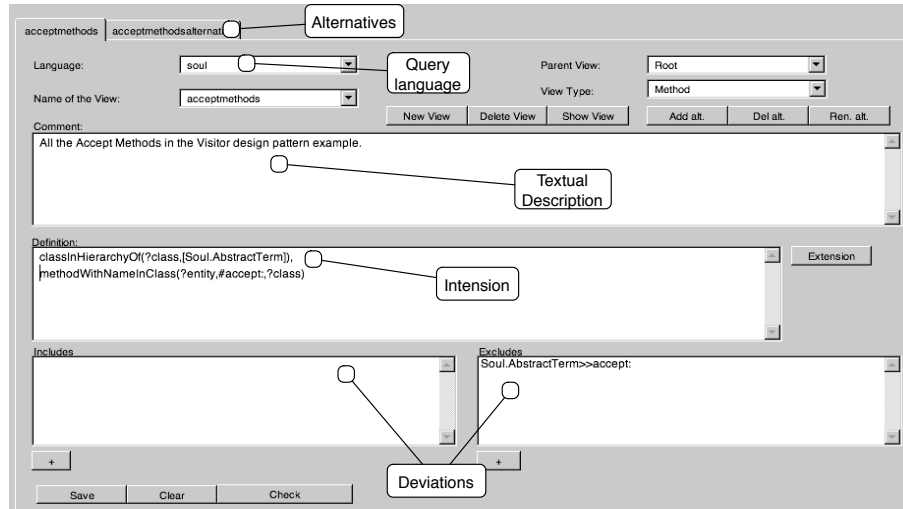 acceptmethods
acceptmethodsalternati
Alternatives
Language:
soul
Query
language
Parent View:
Root
Name of the View:
acceptmethods
View Type:
Method
New View
Delete View
Show View
Add alt.
Del alt.
Ren. alt.
Comment:
All the Accept Methods in the Visitor design pattern example.
Textual
Description
Definition:
classInHierarchyOf(?class,[Soul.AbstractTerm]),
methodWithNameInClass(?entity,#accept:,?class)
Extension
Intension
Includes
Excludes
Soul.AbstractTerm>>accept:
+
+
Deviations
Save
Clear
Check